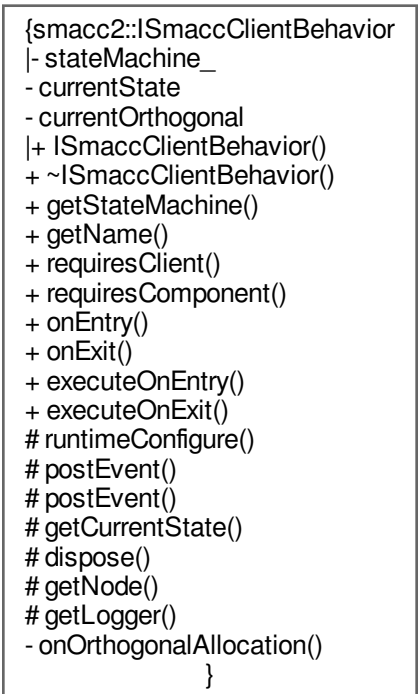 {smacc2::ISmaccClientBehavior
|- stateMachine_
- currentState
- currentOrthogonal
|+ ISmaccClientBehavior()
+ ~ISmaccClientBehavior()
+ getStateMachine()
+ getName()
+ requiresClient()
+ requiresComponent()
+ onEntry()
+ onExit()
+ executeOnEntry()
+ executeOnExit()
# runtimeConfigure()
# postEvent()
# postEvent()
# getCurrentState()
# dispose()
# getNode()
# getLogger()
- onOrthogonalAllocation()
}